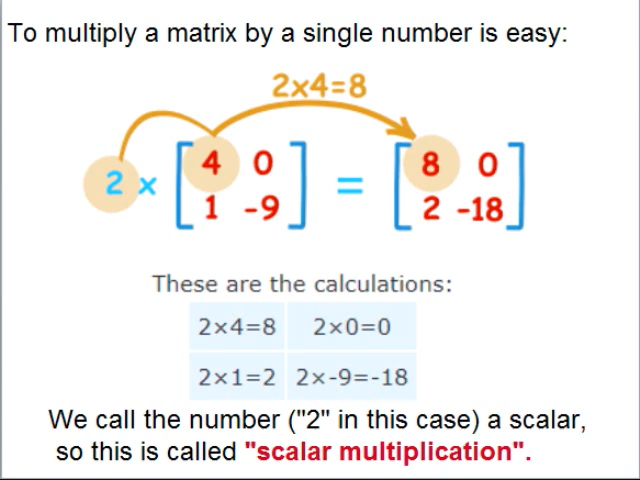 To multiply a matrix by a single number is easy:
2x4=8
2 x [ 4 0 ] = [ 8 0 ]
[ 1 -9 ] [ 2 -18 ]
These are the calculations:
2×4=8 2×0=0
2×1=2 2×-9=-18
We call the number ("2" in this case) a scalar,
so this is called "scalar multiplication".